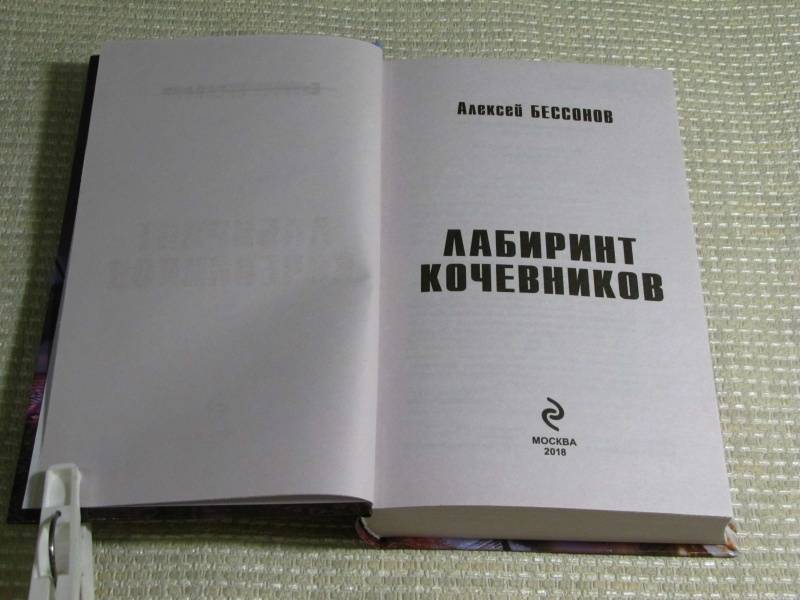 Алексей БЕССОНОВ
ЛАБИРИНТ
КОЧЕВНИКОВ
МОСКВА
2018